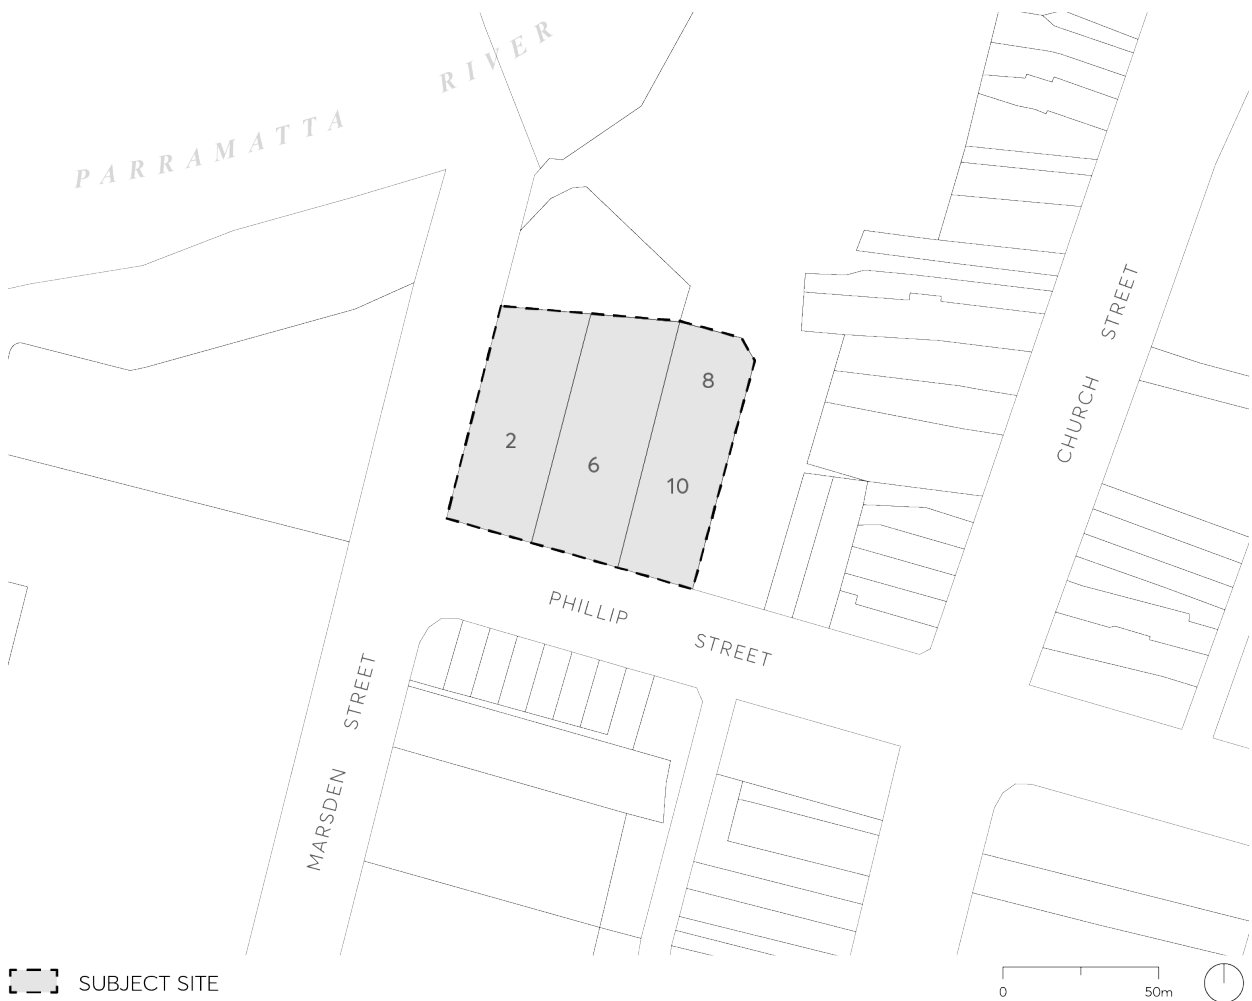 PARRAMATTA RIVER
CHURCH STREET
8
2
6
10
PHILLIP STREET
MARSDEN STREET
SUBJECT SITE
0 50m